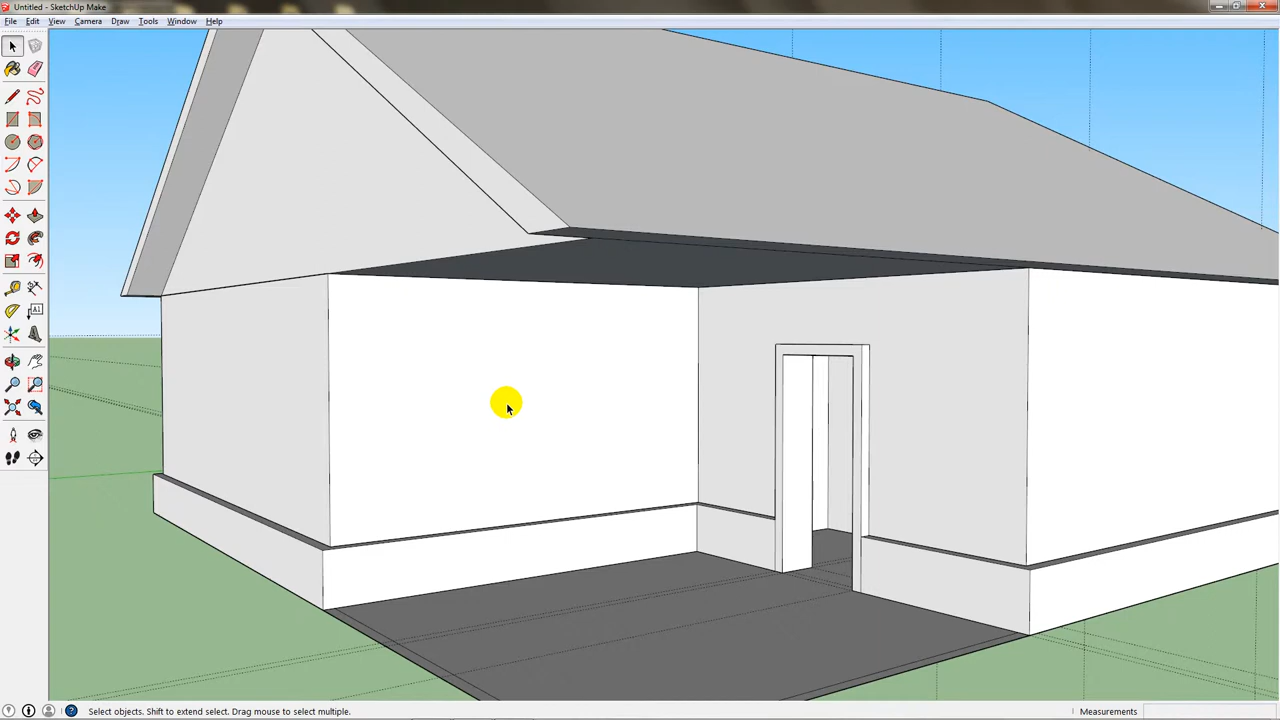 Untitled - SketchUp Make
File Edit View Camera Draw Tools Window Help
A1
Select objects. Shift to extend select. Drag mouse to select multiple.
Measurements